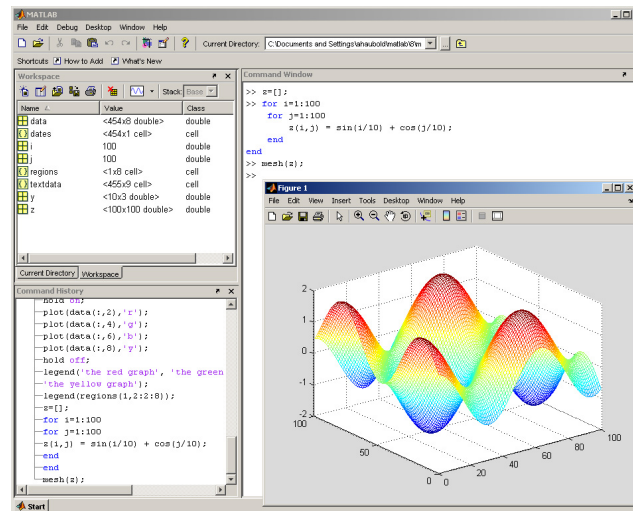 MATLAB
File Edit Debug Desktop Window Help
Current Directory: C:\Documents and Settings\ahaubold\matlab\6\m
Shortcuts How to Add What's New
Workspace
Stack: Base
Name Value Class
data <454x8 double> double
dates <454x1 cell> cell
i 100 double
j 100 double
regions <1x8 cell> cell
textdata <455x9 cell> cell
y <10x3 double> double
z <100x100 double> double
Current Directory Workspace
Command History
hold on;
plot(data(:,2),'r');
plot(data(:,4),'g');
plot(data(:,6),'b');
plot(data(:,8),'y');
hold off;
legend('the red graph', 'the green
'the yellow graph');
legend(regions(1,2:2:8));
z=[];
for i=1:100
for j=1:100
z(i,j) = sin(i/10) + cos(j/10);
end
end
mesh(z);
Start
Command Window
>> z=[];
>> for i=1:100
for j=1:100
z(i,j) = sin(i/10) + cos(j/10);
end
end
>> mesh(z);
>>
Figure 1
File Edit View Insert Tools Desktop Window Help
2
1
0
-1
-2
100
50
0
0
20
40
60
80
100